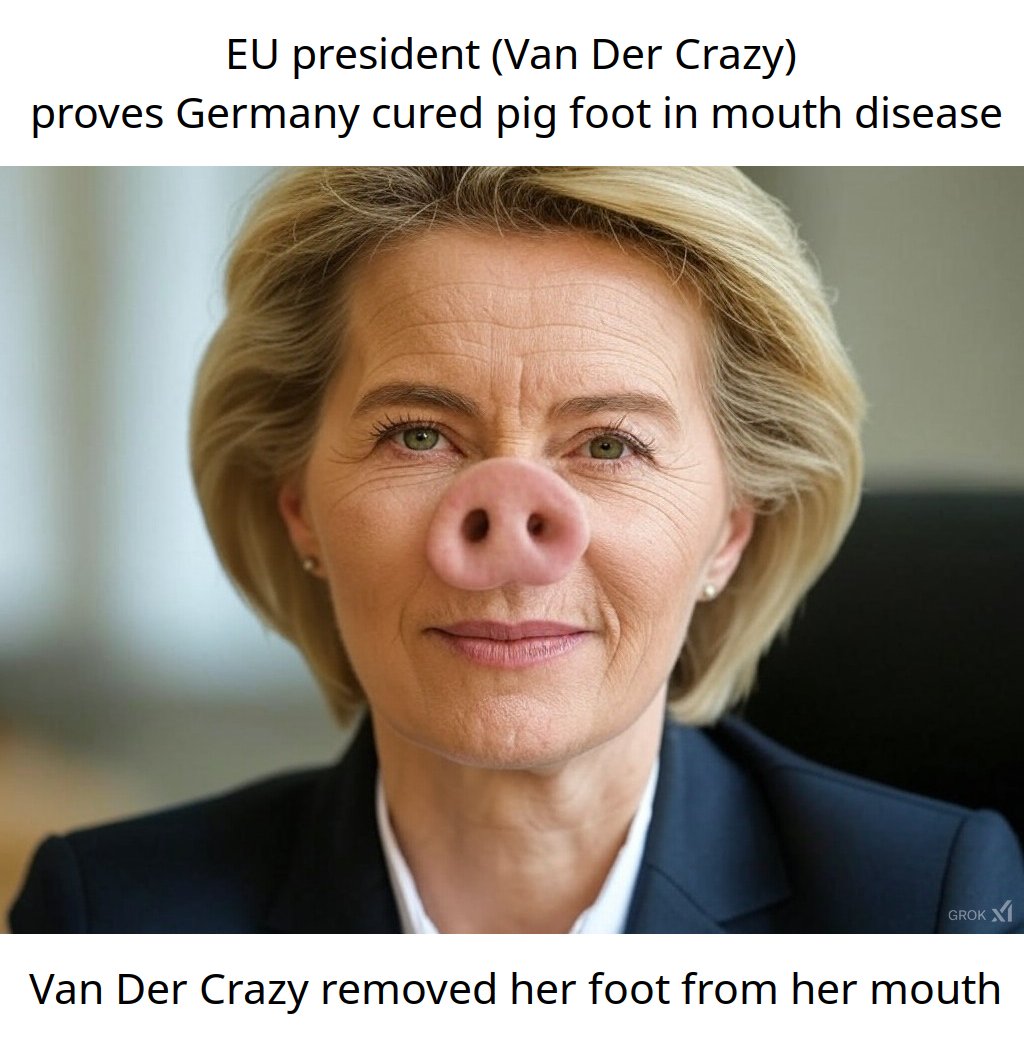 EU president (Van Der Crazy)
proves Germany cured pig foot in mouth disease
GROK
Van Der Crazy removed her foot from her mouth